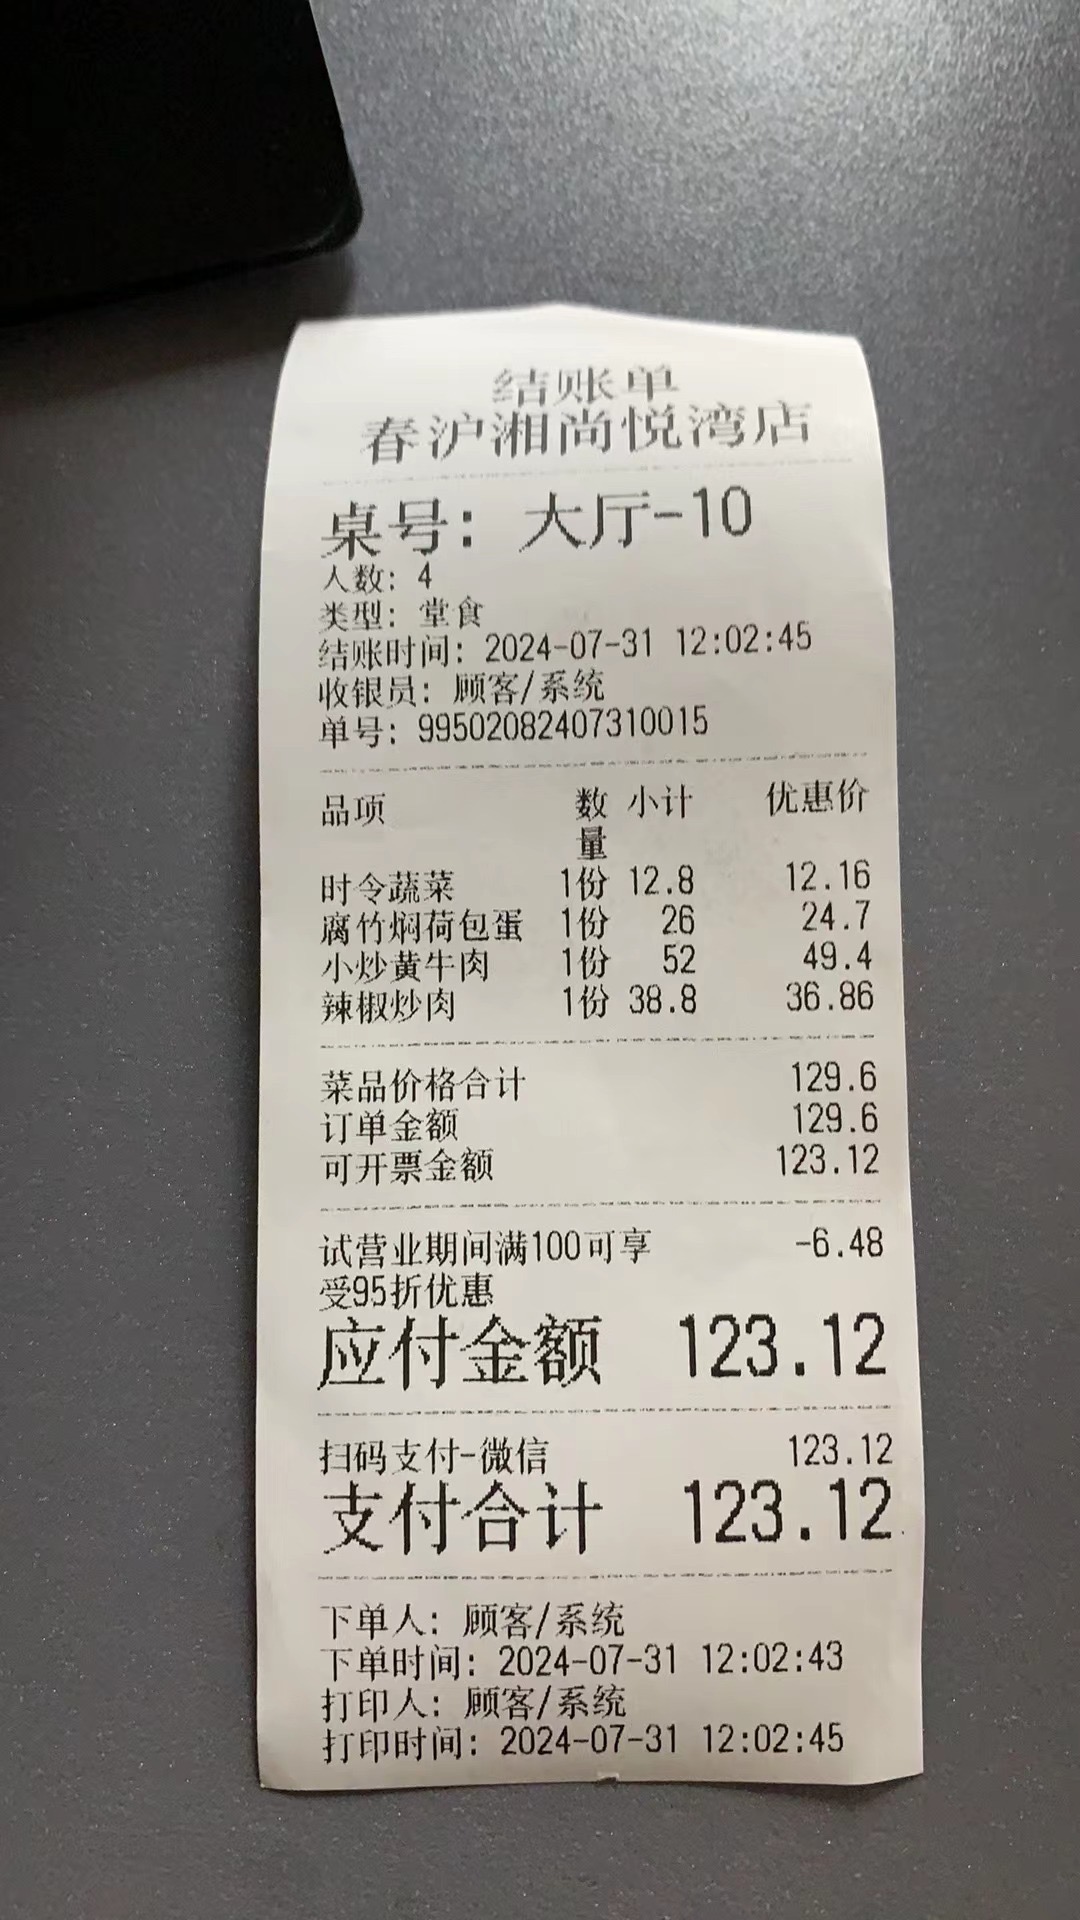 结账单
春沪湘尚悦湾店
桌号: 大厅-10
人数: 4
类型: 堂食
结账时间: 2024-07-31 12:02:45
收银员: 顾客/系统
单号: 99502082407310015
品项 数量 小计 优惠价
时令蔬菜 1份 12.8 12.16
腐竹焖荷包蛋 1份 26 24.7
小炒黄牛肉 1份 52 49.4
辣椒炒肉 1份 38.8 36.86
菜品价格合计 129.6
订单金额 129.6
可开票金额 123.12
试营业期间满100可享 -6.48
受95折优惠
应付金额 123.12
扫码支付-微信 123.12
支付合计 123.12
下单人: 顾客/系统
下单时间: 2024-07-31 12:02:43
打印人: 顾客/系统
打印时间: 2024-07-31 12:02:45